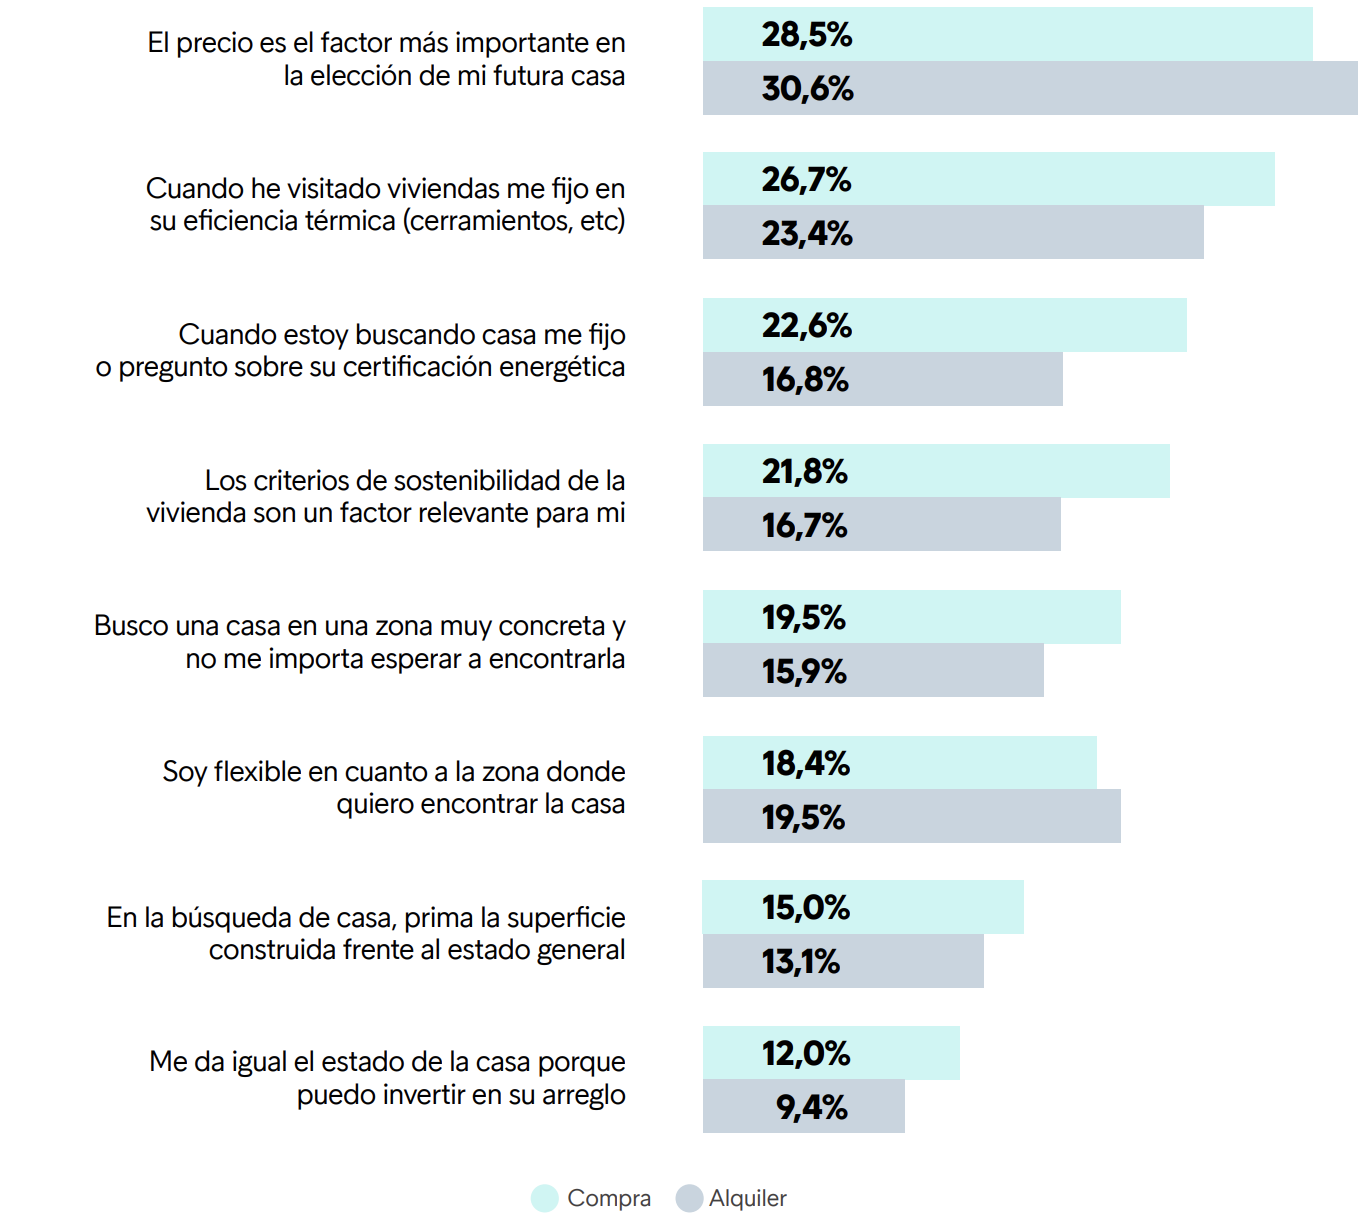 El precio es el factor más importante en
la elección de mi futura casa
28,5%
30,6%
Cuando he visitado viviendas me fijo en
su eficiencia térmica (cerramientos, etc)
26,7%
23,4%
Cuando estoy buscando casa me fijo
o pregunto sobre su certificación energética
22,6%
16,8%
Los criterios de sostenibilidad de la
vivienda son un factor relevante para mi
21,8%
16,7%
Busco una casa en una zona muy concreta y
no me importa esperar a encontrarla
19,5%
15,9%
Soy flexible en cuanto a la zona donde
quiero encontrar la casa
18,4%
19,5%
En la búsqueda de casa, prima la superficie
construida frente al estado general
15,0%
13,1%
Me da igual el estado de la casa porque
puedo invertir en su arreglo
12,0%
9,4%
Compra Alquiler